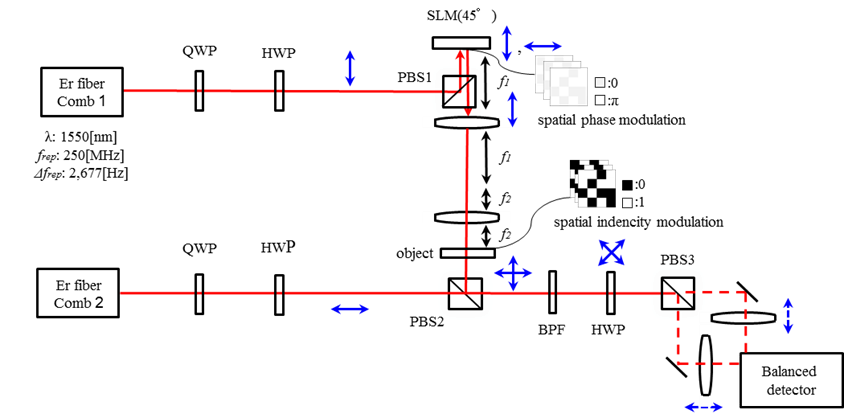 SLM(45°)
QWP
HWP
,
PBS1
f1
Er fiber
Comb 1
□:0
□:π
spatial phase modulation
λ: 1550[nm]
frep: 250[MHz]
Δfrep: 2,677[Hz]
f1
f2
■:0
□:1
spatial indencity modulation
f2
object
QWP
HWP
PBS3
Er fiber
Comb 2
PBS2
BPF
HWP
Balanced
detector